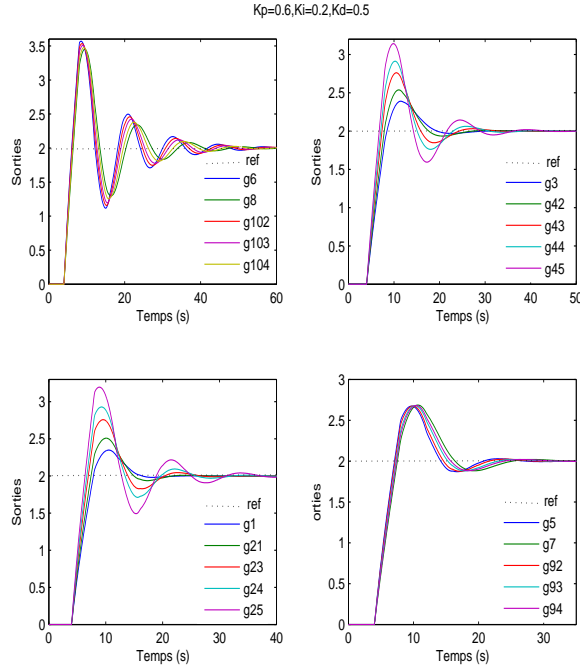 Kp=0.6,Ki=0.2,Kd=0.5
3.5
3
2.5
2
1.5
1
0.5
0
Sorties
ref
g6
g8
g102
g103
g104
0
20
40
60
Temps (s)
3
2.5
2
1.5
1
0.5
0
Sorties
ref
g3
g42
g43
g44
g45
0
10
20
30
40
50
Temps (s)
3
2.5
2
1.5
1
0.5
0
Sorties
ref
g1
g21
g23
g24
g25
0
10
20
30
40
Temps (s)
3
2.5
2
1.5
1
0.5
0
orties
ref
g5
g7
g92
g93
g94
0
10
20
30
Temps (s)